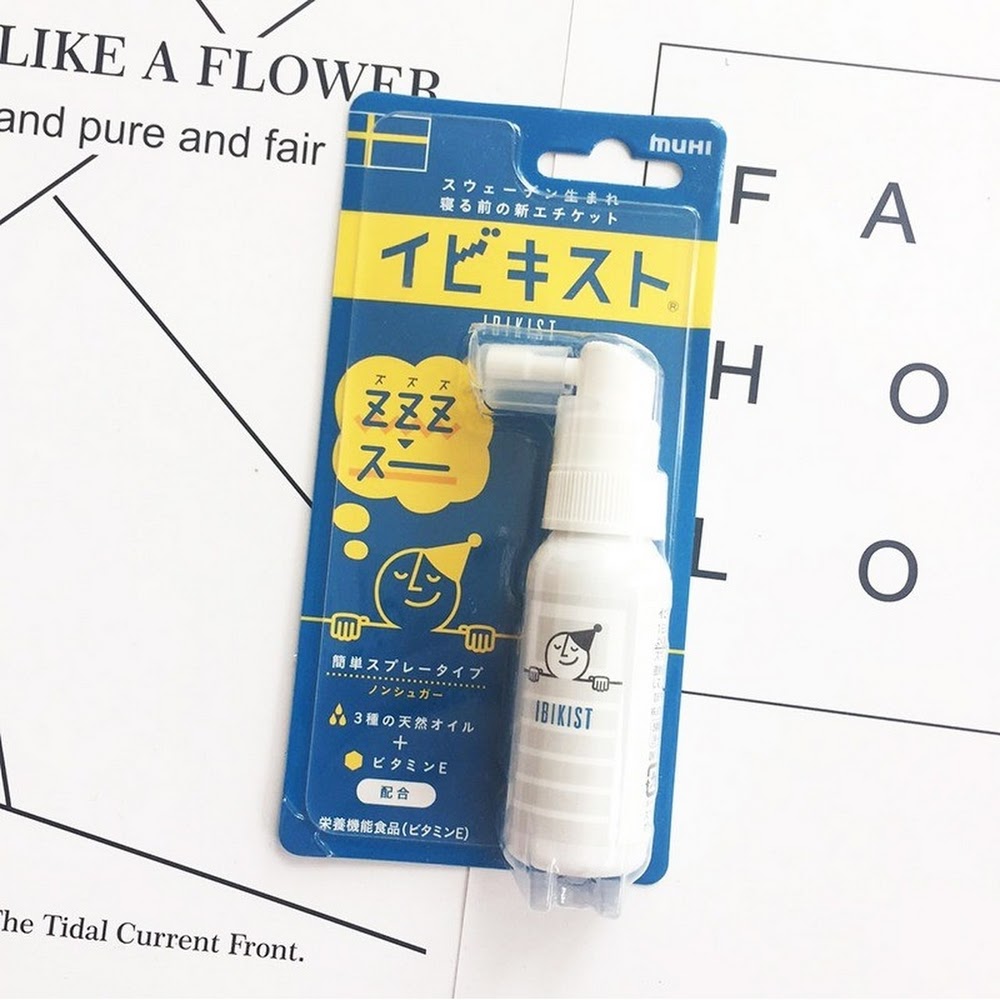 LIKE A FLOWER
and pure and fair
muHI
スウェーデン生まれ
寝る前の新エチケット
イビキスト®
IBIKIST
ズズズ
ZZZ
スー
簡単スプレータイプ
ノンシュガー
3種の天然オイル
+
ビタミンE
配合
栄養機能食品(ビタミンE)
IBIKIST
F A
H O
L O
The Tidal Current Front.